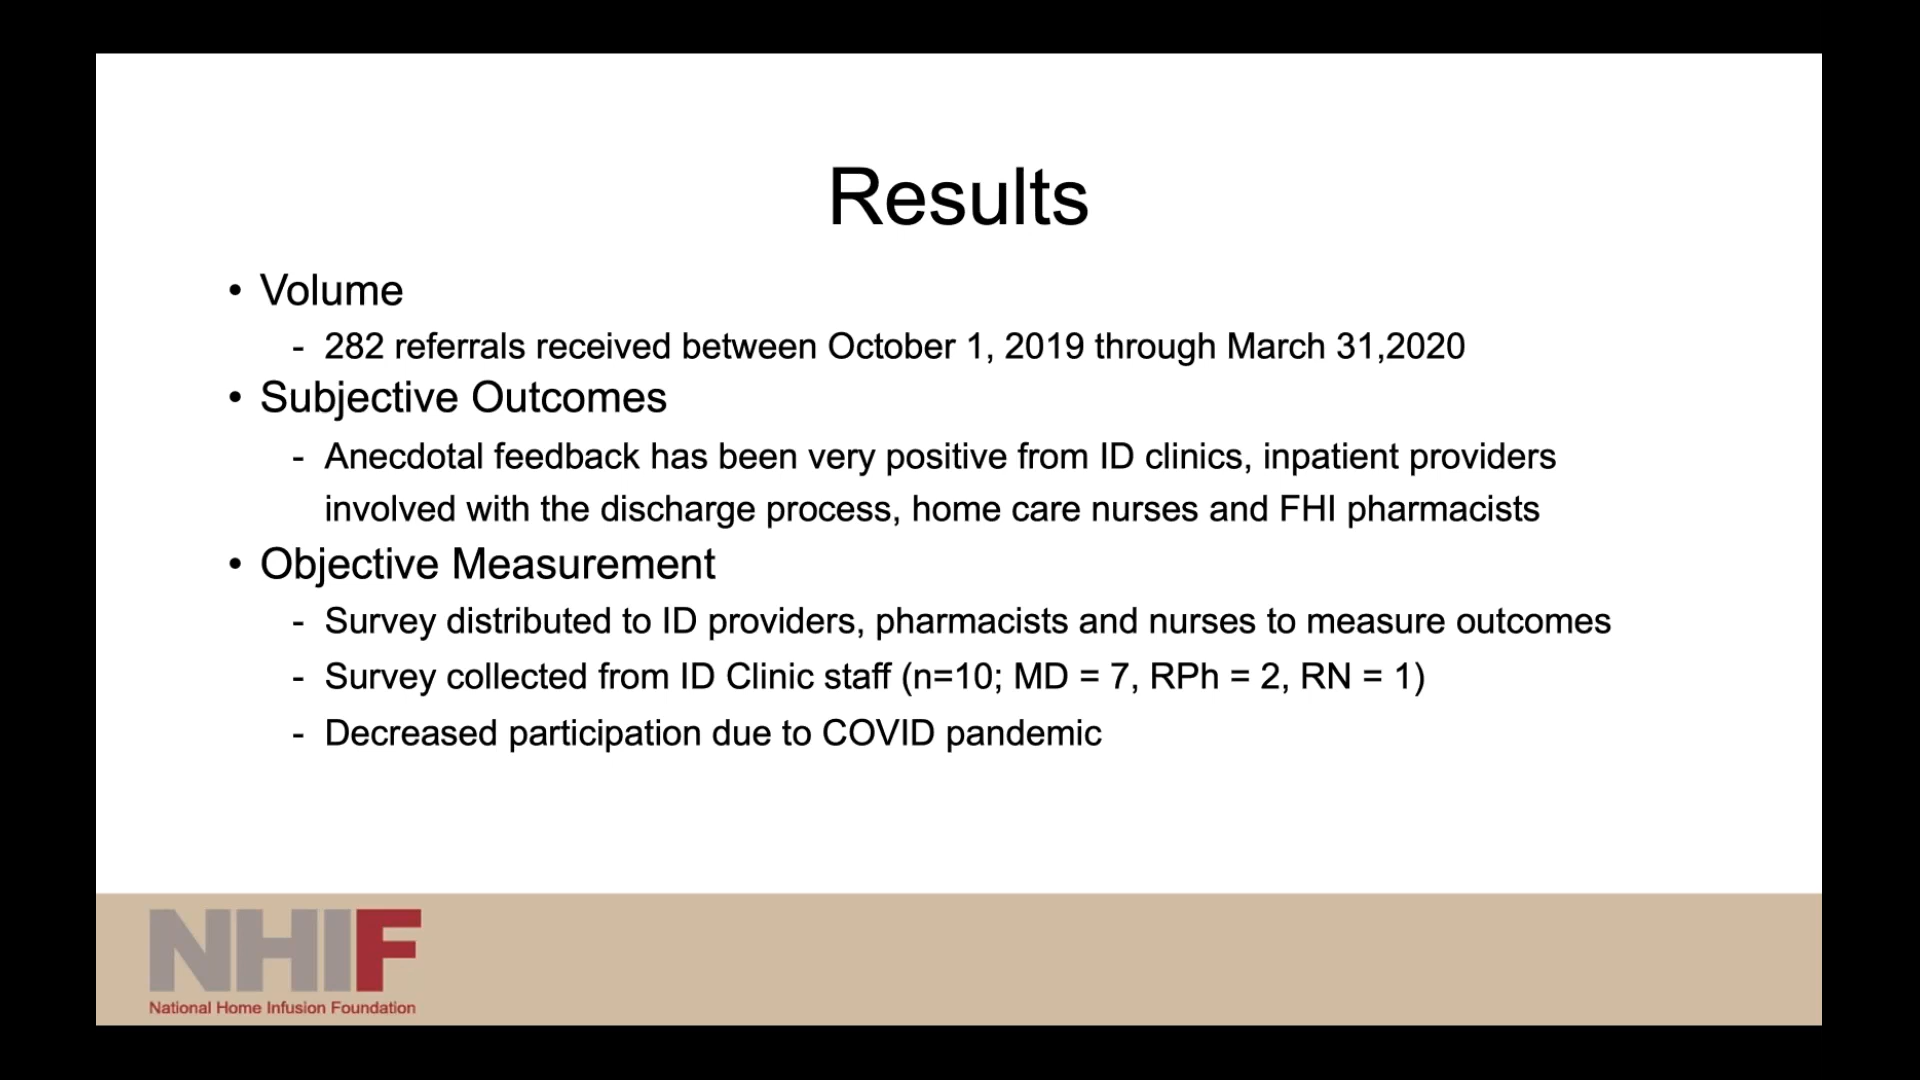 Results
• Volume
- 282 referrals received between October 1, 2019 through March 31,2020
• Subjective Outcomes
- Anecdotal feedback has been very positive from ID clinics, inpatient providers
involved with the discharge process, home care nurses and FHI pharmacists
• Objective Measurement
- Survey distributed to ID providers, pharmacists and nurses to measure outcomes
- Survey collected from ID Clinic staff (n=10; MD = 7, RPh = 2, RN = 1)
- Decreased participation due to COVID pandemic
NHIF
National Home Infusion Foundation